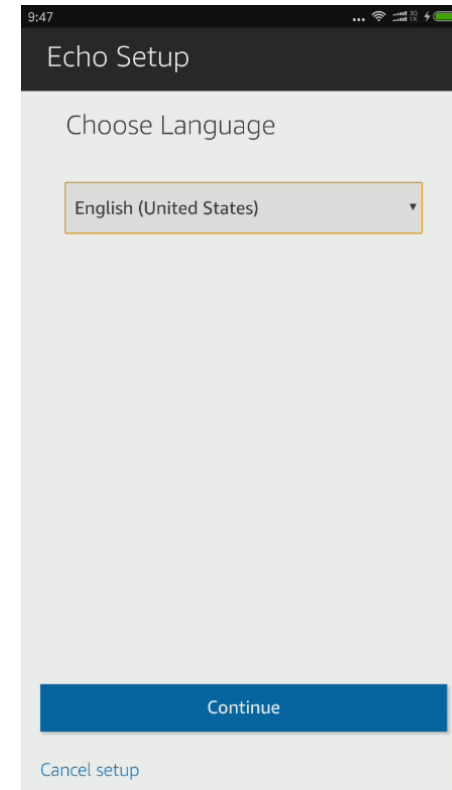 9:47
Echo Setup
Choose Language
English (United States)
Continue
Cancel setup